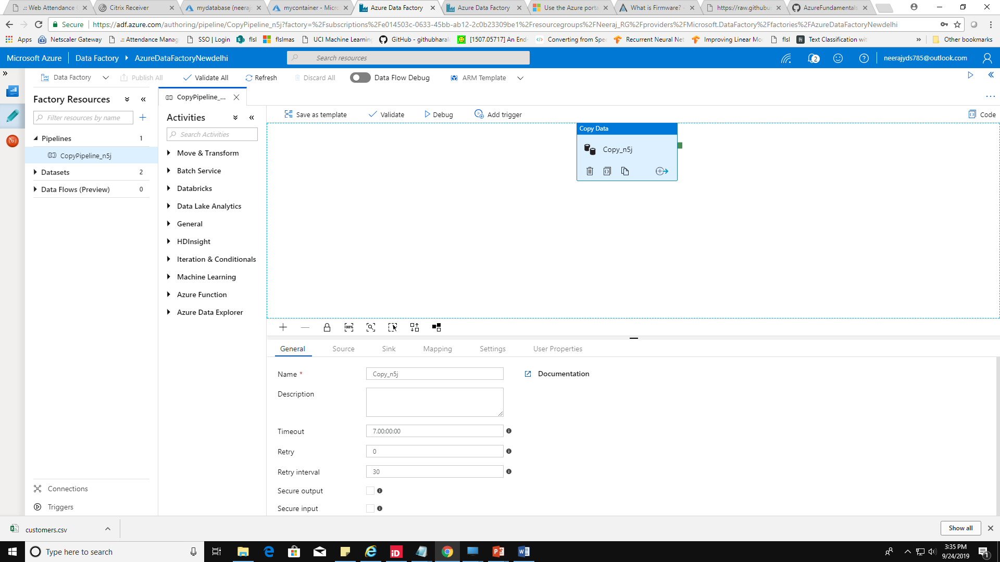 .:: Web Attendance
Citrix Receiver
mydatabase (neeraj
mycontainer - Micro
Azure Data Factory
Azure Data Factory
Use the Azure porta
What is Firmware? -
https://raw.githubu
AzureFundamentals
Secure
https://adf.azure.com/authoring/pipeline/CopyPipeline_n5j?factory=%2Fsubscriptions%2Fe014503c-0633-45bb-ab12-2c0b23309be1%2Fresourcegroups%2FNeeraj_RG%2Fproviders%2FMicrosoft.DataFactory%2Ffactories%2FAzureDataFactoryNewdelhi
Apps
Netscaler Gateway
.:: Attendance Manag
SSO | Login
flsl
flslmas
UCI Machine Learning
GitHub - githubharal
[1507.05717] An End-
Converting from Spee
Recurrent Neural Net
Improving Linear Mo
flsl
Text Classification wit
»
Other bookmarks
Microsoft Azure
Data Factory
AzureDataFactoryNewdelhi
Search resources
2
neerajyds785@outlook.com
Data Factory
Publish All
Validate All
Refresh
Discard All
Data Flow Debug
ARM Template
Factory Resources
Filter resources by name
Pipelines 1
CopyPipeline_n5j
Datasets 2
Data Flows (Preview) 0
Connections
Triggers
CopyPipeline_...
Activities
Search Activities
Move & Transform
Batch Service
Databricks
Data Lake Analytics
General
HDInsight
Iteration & Conditionals
Machine Learning
Azure Function
Azure Data Explorer
Save as template
Validate
Debug
Add trigger
Code
Copy Data
Copy_n5j
100%
General
Source
Sink
Mapping
Settings
User Properties
Name *
Copy_n5j
Documentation
Description
Timeout
7.00:00:00
Retry
0
Retry interval
30
Secure output
Secure input
customers.csv
Show all
Type here to search
3:35 PM
9/24/2019
1